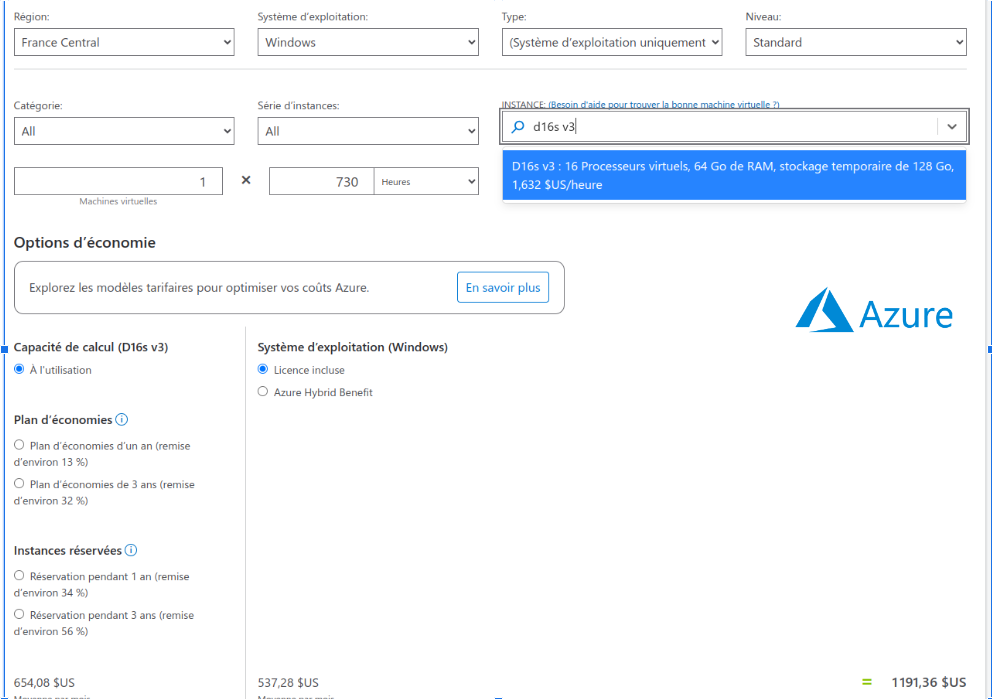 Région:
Système d'exploitation:
Type:
Niveau:
France Central
Windows
(Système d'exploitation uniquement
Standard
Catégorie:
Série d'instances:
INSTANCE: (Besoin d'aide pour trouver la bonne machine virtuelle ?)
All
All
d16s v3
D16s v3 : 16 Processeurs virtuels, 64 Go de RAM, stockage temporaire de 128 Go,
1,632 $US/heure
1
×
730
Heures
Machines virtuelles
Options d'économie
Explorez les modèles tarifaires pour optimiser vos coûts Azure.
En savoir plus
Azure
Capacité de calcul (D16s v3)
Système d'exploitation (Windows)
À l'utilisation
Licence incluse
Azure Hybrid Benefit
Plan d'économies
Plan d'économies d'un an (remise
d'environ 13 %)
Plan d'économies de 3 ans (remise
d'environ 32 %)
Instances réservées
Réservation pendant 1 an (remise
d'environ 34 %)
Réservation pendant 3 ans (remise
d'environ 56 %)
654,08 $US
537,28 $US
= 1191,36 $US